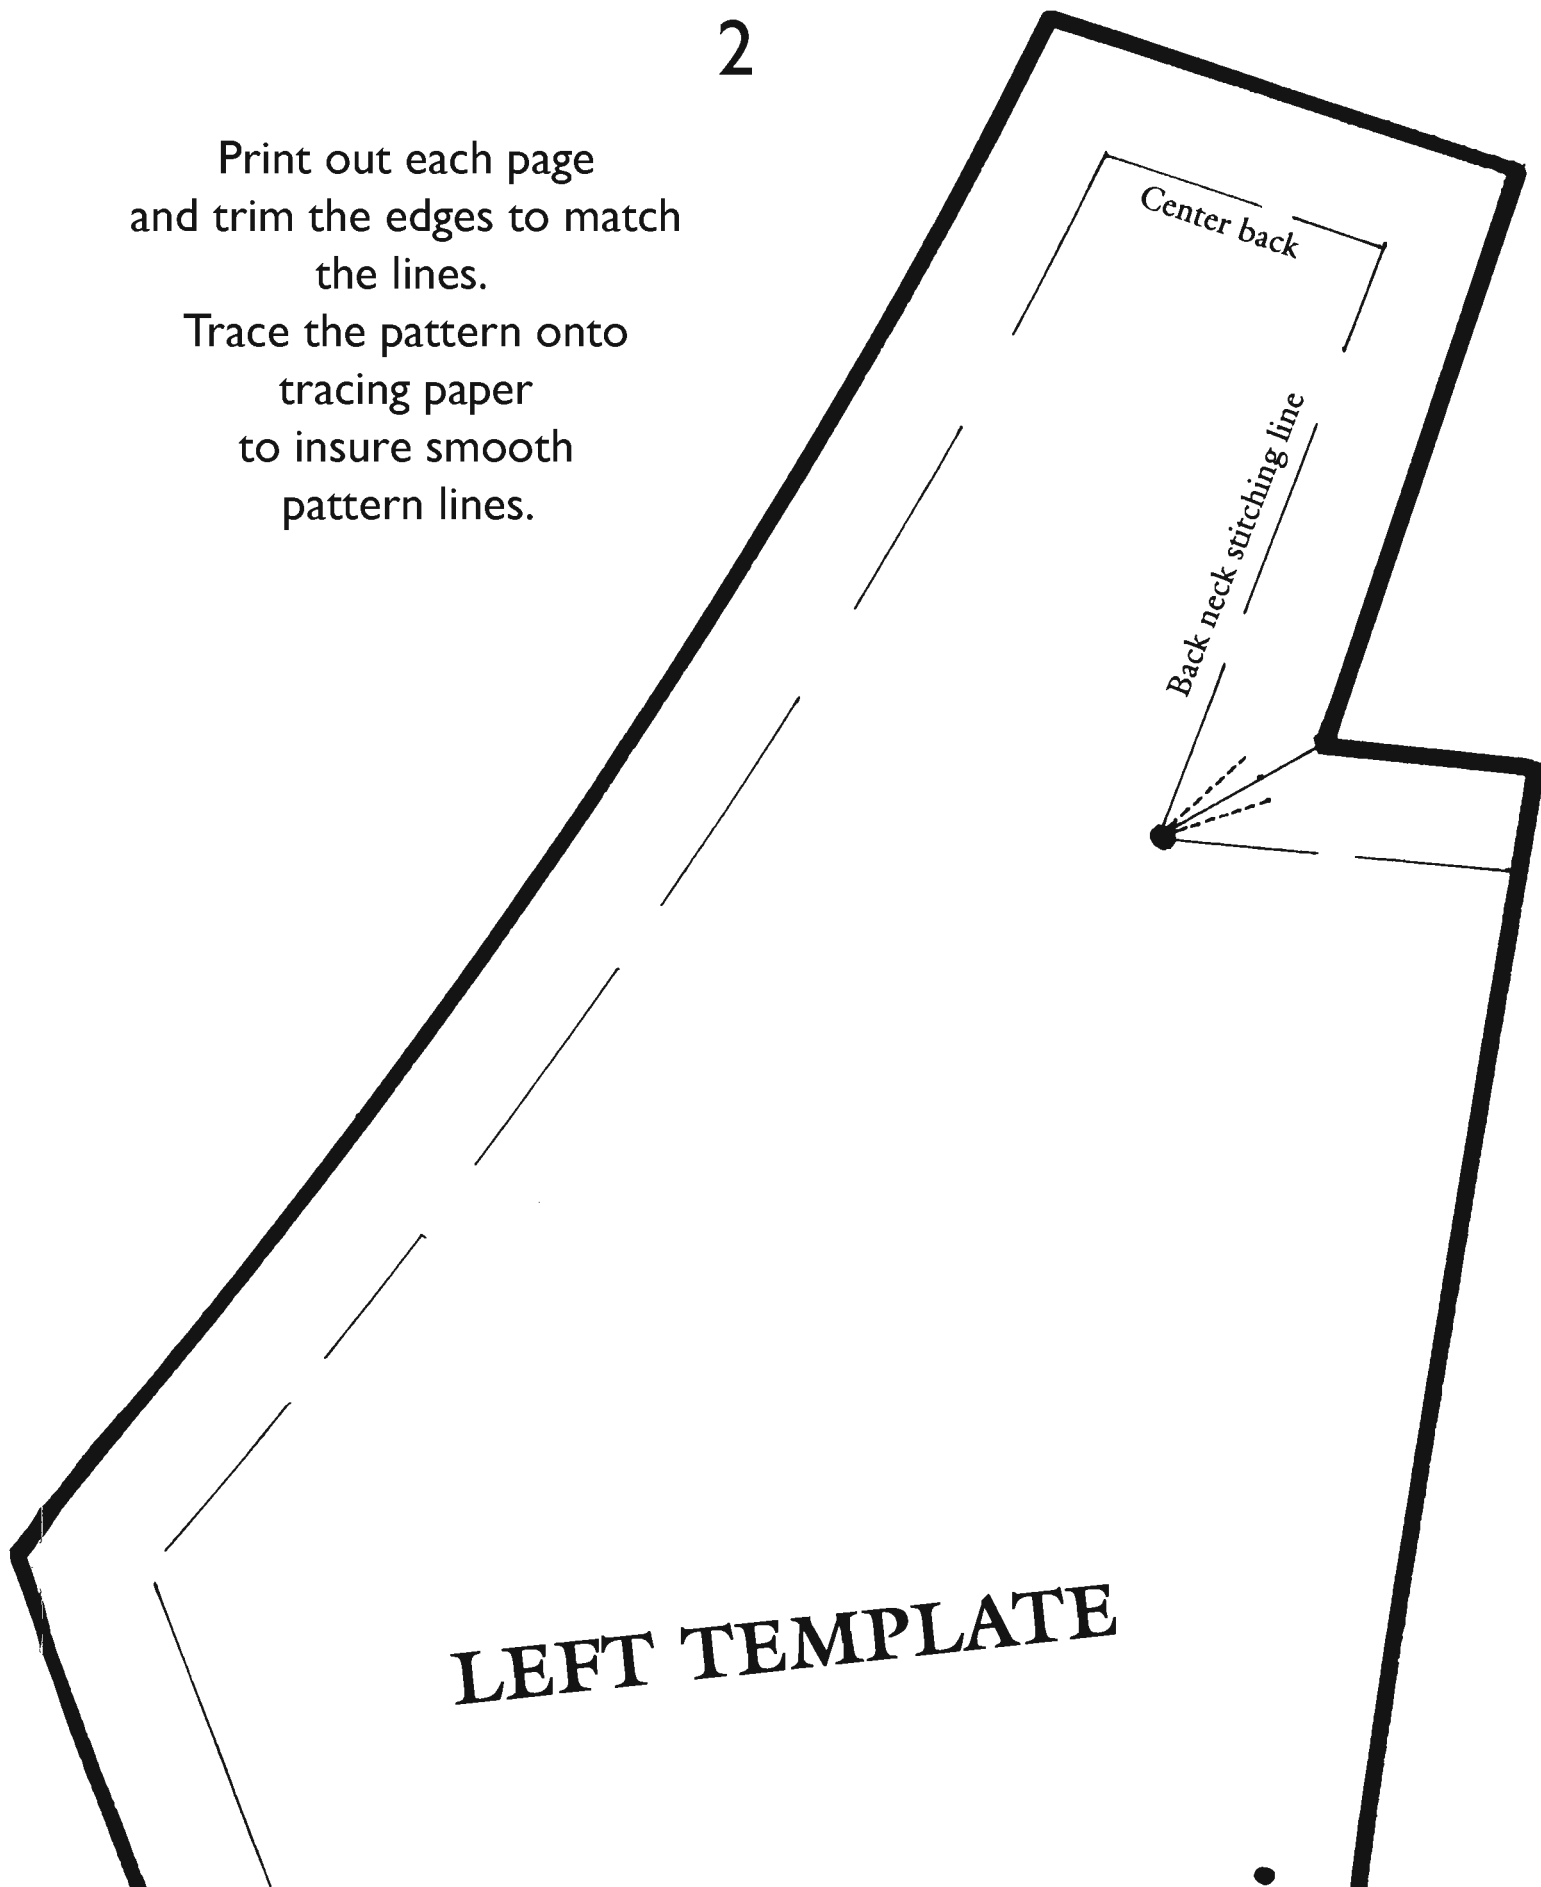 2
Print out each page
and trim the edges to match
the lines.
Trace the pattern onto
tracing paper
to insure smooth
pattern lines.
Center back
Back neck stitching line
LEFT TEMPLATE